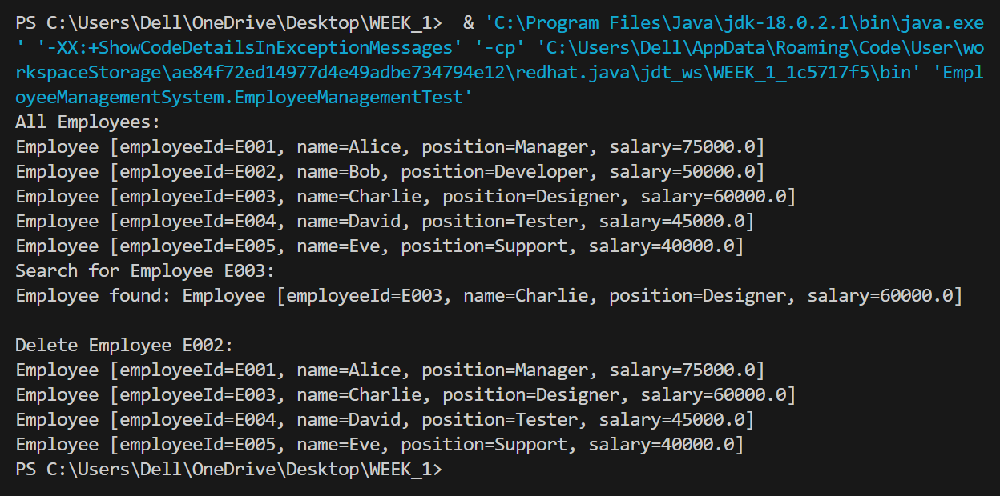 PS C:\Users\Dell\OneDrive\Desktop\WEEK_1>  & 'C:\Program Files\Java\jdk-18.0.2.1\bin\java.exe
' '-XX:+ShowCodeDetailsInExceptionMessages' '-cp' 'C:\Users\Dell\AppData\Roaming\Code\User\wo
rkspaceStorage\ae84f72ed14977d4e49adbe734794e12\redhat.java\jdt_ws\WEEK_1_1c5717f5\bin' 'Empl
oyeeManagementSystem.EmployeeManagementTest'
All Employees:
Employee [employeeId=E001, name=Alice, position=Manager, salary=75000.0]
Employee [employeeId=E002, name=Bob, position=Developer, salary=50000.0]
Employee [employeeId=E003, name=Charlie, position=Designer, salary=60000.0]
Employee [employeeId=E004, name=David, position=Tester, salary=45000.0]
Employee [employeeId=E005, name=Eve, position=Support, salary=40000.0]
Search for Employee E003:
Employee found: Employee [employeeId=E003, name=Charlie, position=Designer, salary=60000.0]

Delete Employee E002:
Employee [employeeId=E001, name=Alice, position=Manager, salary=75000.0]
Employee [employeeId=E003, name=Charlie, position=Designer, salary=60000.0]
Employee [employeeId=E004, name=David, position=Tester, salary=45000.0]
Employee [employeeId=E005, name=Eve, position=Support, salary=40000.0]
PS C:\Users\Dell\OneDrive\Desktop\WEEK_1>